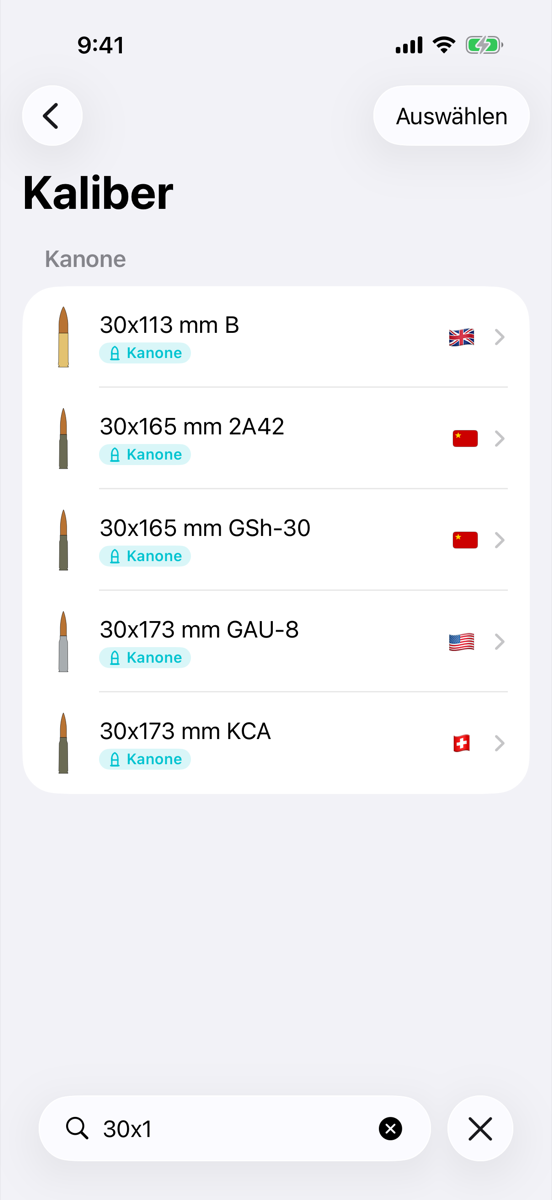 9:41
Auswählen
Kaliber
Kanone
30x113 mm B
Kanone
30x165 mm 2A42
Kanone
30x165 mm GSh-30
Kanone
30x173 mm GAU-8
Kanone
30x173 mm KCA
Kanone
30x1